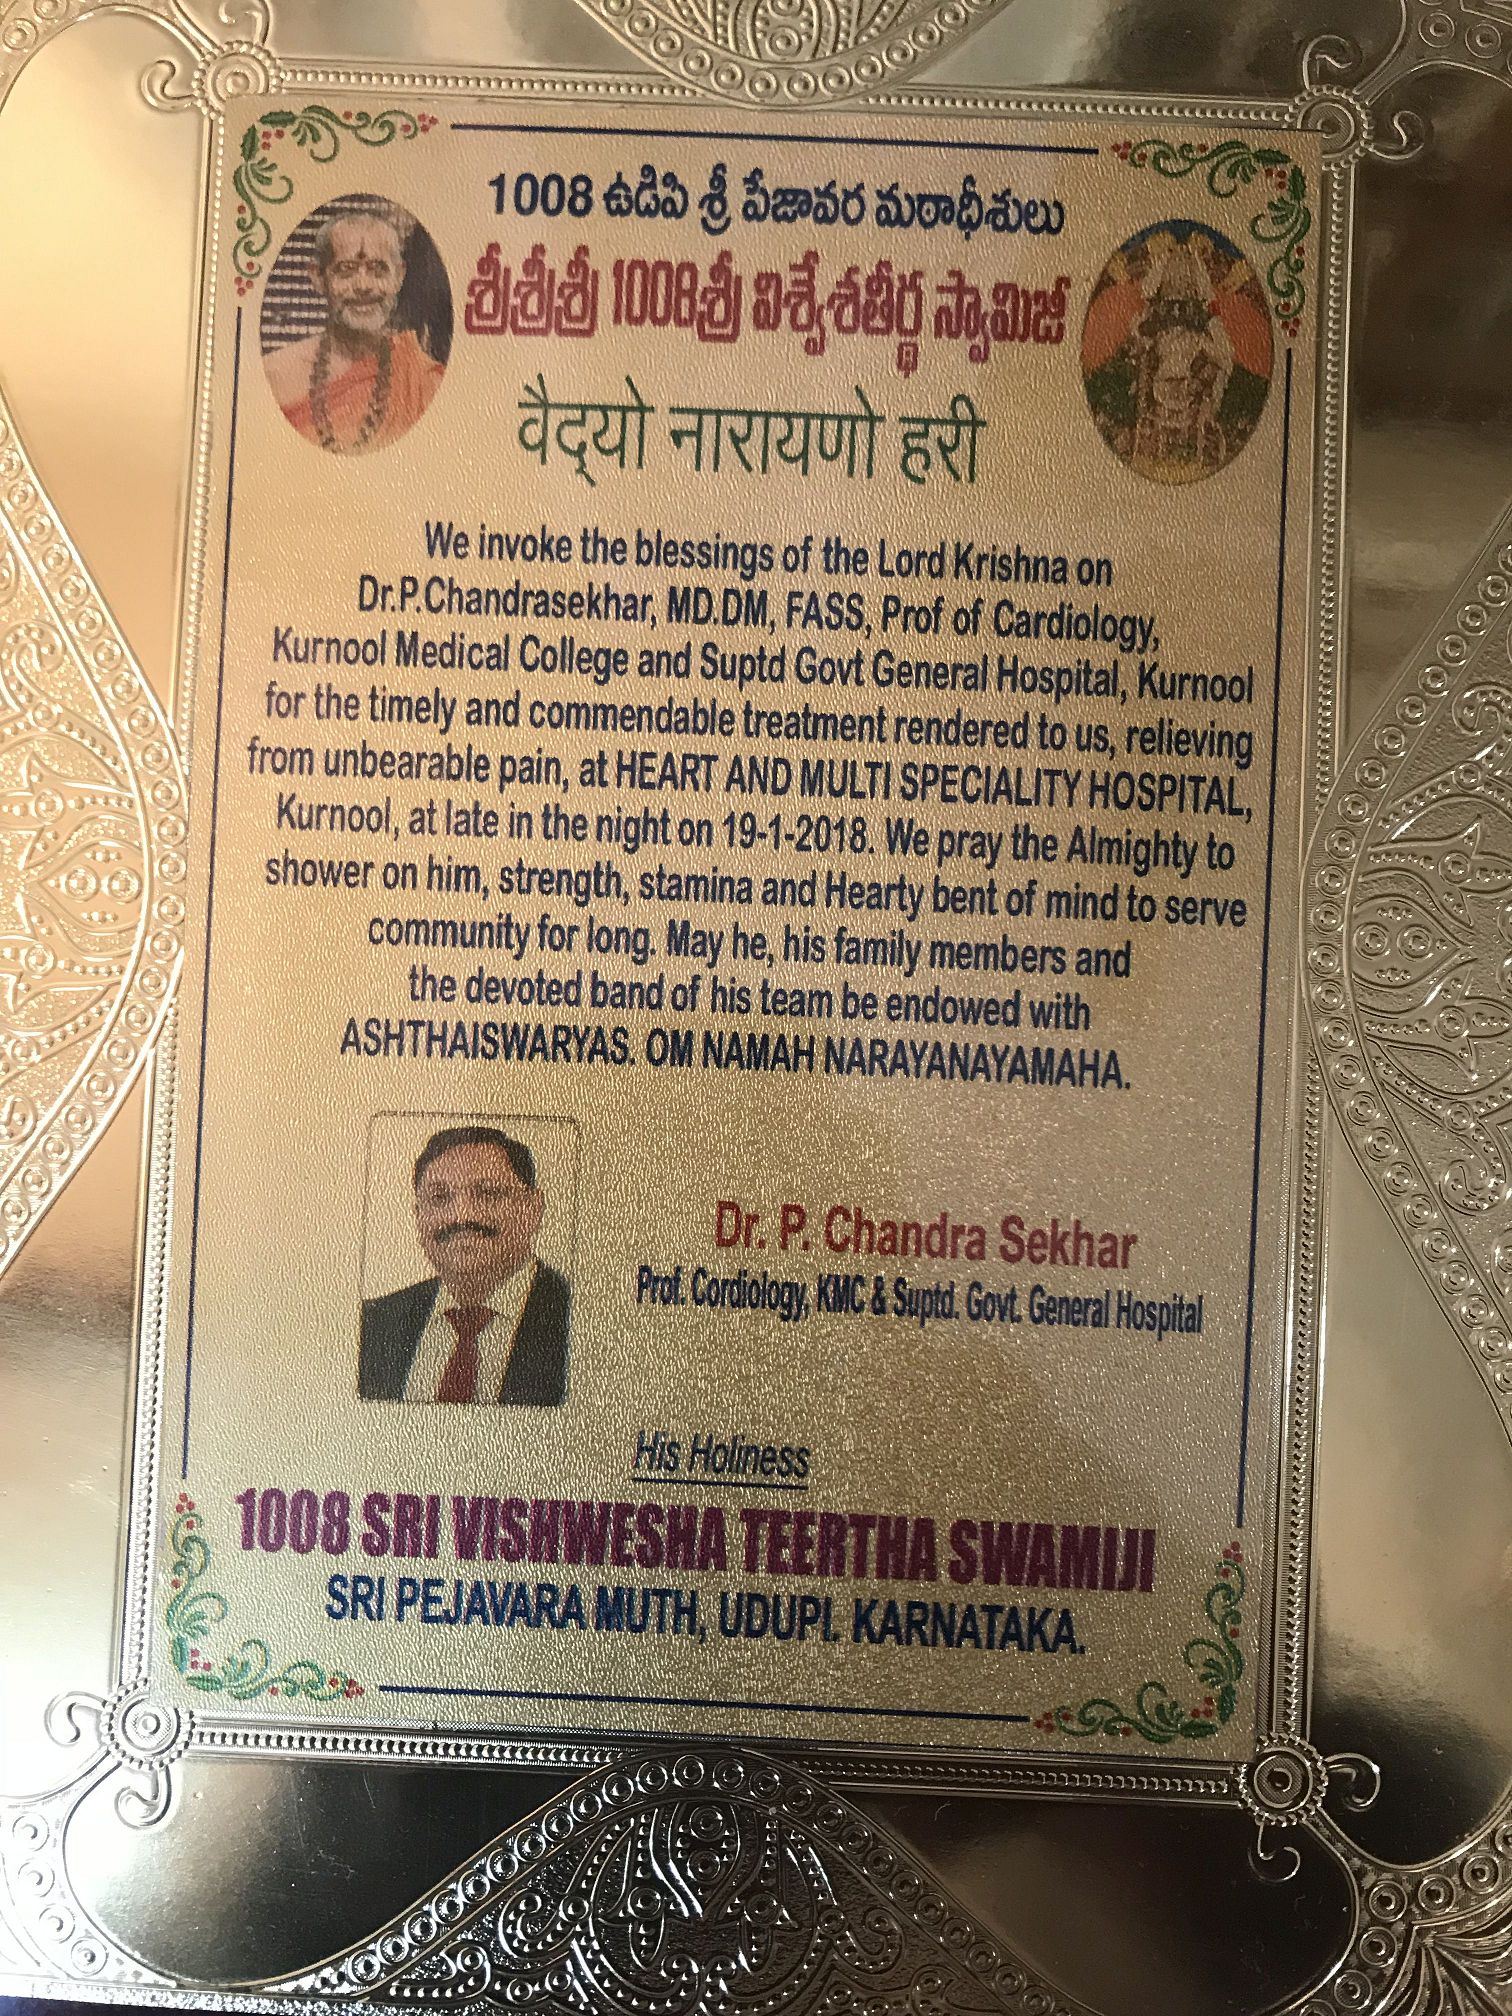 1008 ఉడిపి శ్రీ పేజావర మఠాధీశులు
శ్రీశ్రీశ్రీ 1008శ్రీ విశ్వేశతీర్థ స్వామిజీ
वैद्यो नारायणो हरी
We invoke the blessings of the Lord Krishna on
Dr.P.Chandrasekhar, MD.DM, FASS, Prof of Cardiology,
Kurnool Medical College and Suptd Govt General Hospital, Kurnool
for the timely and commendable treatment rendered to us, relieving
from unbearable pain, at HEART AND MULTI SPECIALITY HOSPITAL,
Kurnool, at late in the night on 19-1-2018. We pray the Almighty to
shower on him, strength, stamina and Hearty bent of mind to serve
community for long. May he, his family members and
the devoted band of his team be endowed with
ASHTHAISWARYAS. OM NAMAH NARAYANAYAMAHA.
Dr. P. Chandra Sekhar
Prof. Cordiology, KMC & Suptd. Govt. General Hospital
His Holiness
1008 SRI VISHWESHA TEERTHA SWAMIJI
SRI PEJAVARA MUTH, UDUPI. KARNATAKA.